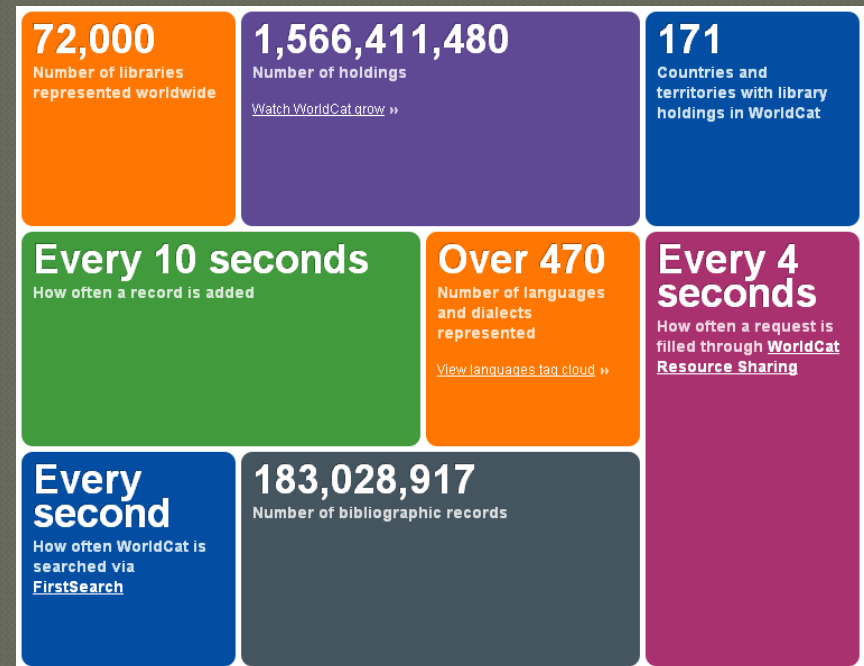 72,000
Number of libraries
represented worldwide
1,566,411,480
Number of holdings
Watch WorldCat grow »
171
Countries and
territories with library
holdings in WorldCat
Every 10 seconds
How often a record is added
Over 470
Number of languages
and dialects
represented
View languages tag cloud »
Every 4
seconds
How often a request is
filled through WorldCat
Resource Sharing
Every
second
How often WorldCat is
searched via
FirstSearch
183,028,917
Number of bibliographic records